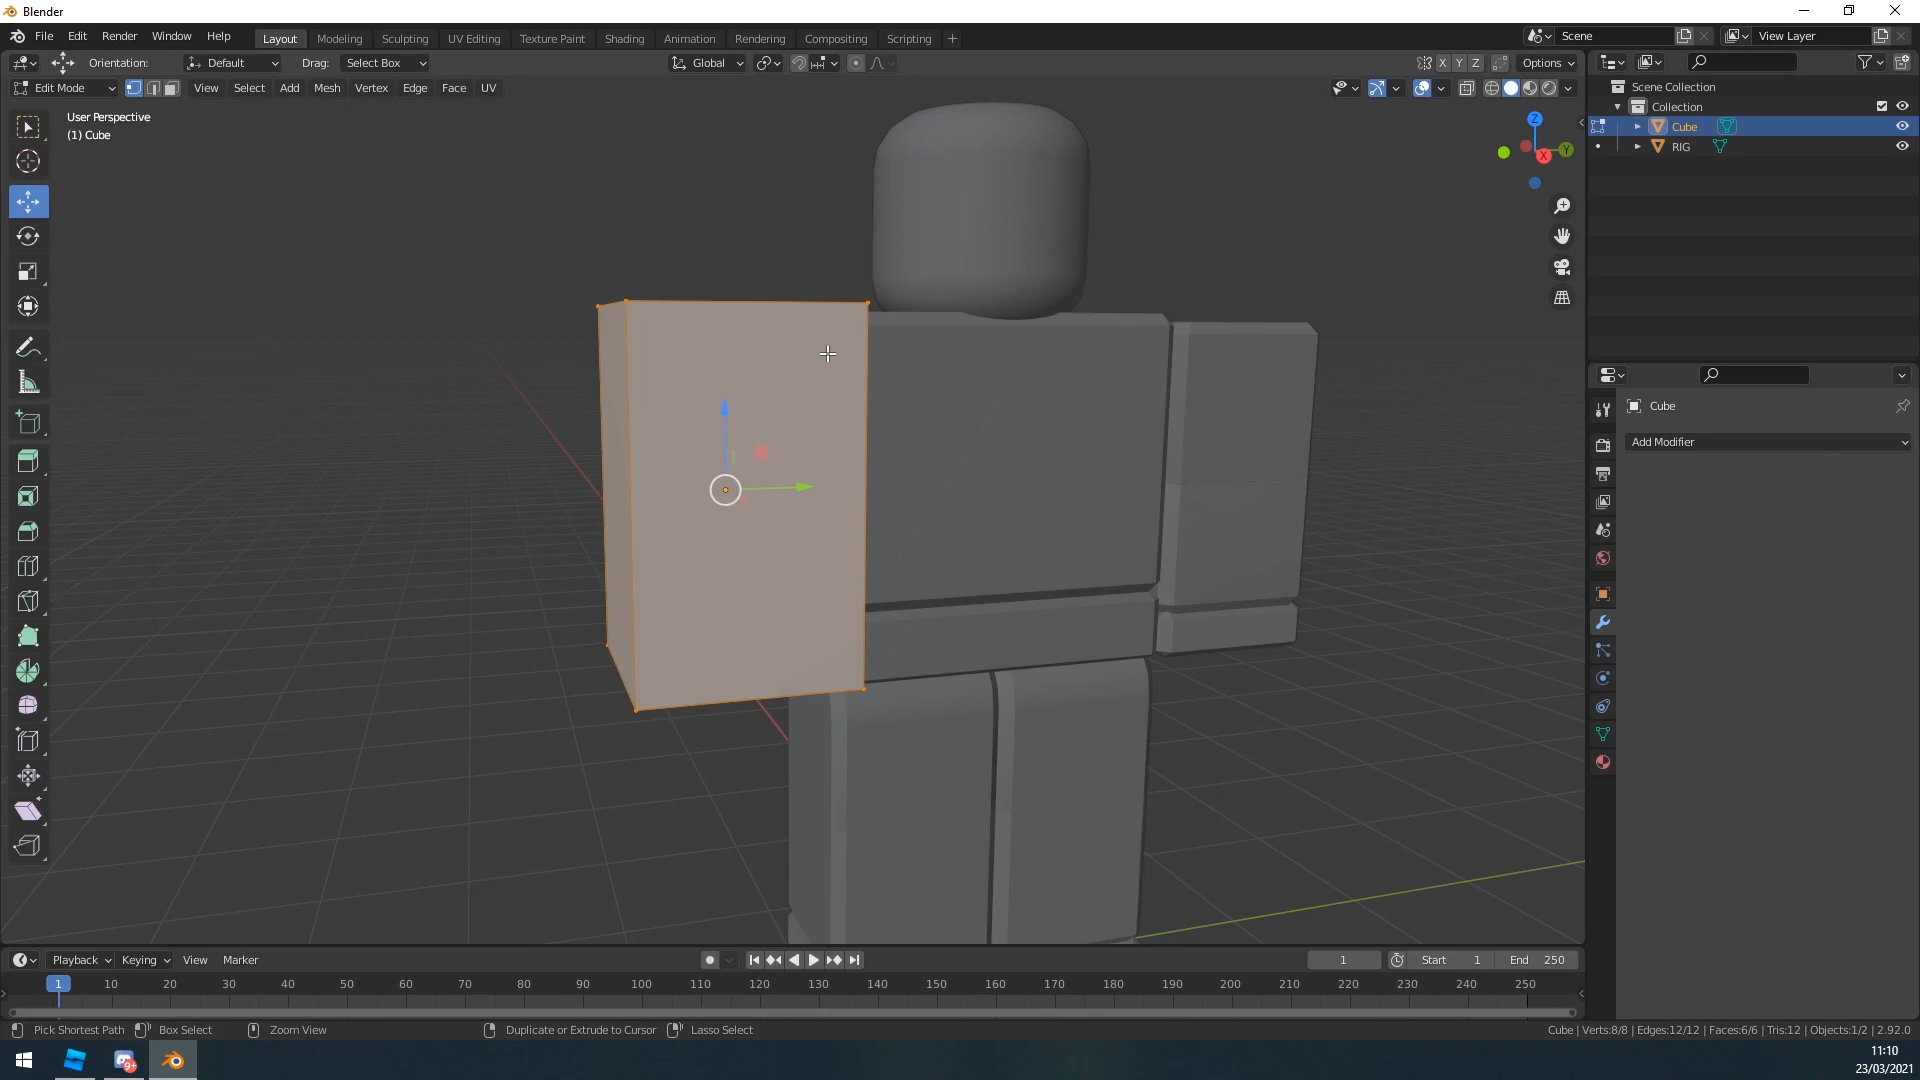 Blender
File Edit Render Window Help
Layout Modeling Sculpting UV Editing Texture Paint Shading Animation Rendering Compositing Scripting +
Scene
View Layer
Orientation: Default Drag: Select Box
Global
X Y Z Options
Edit Mode View Select Add Mesh Vertex Edge Face UV
User Perspective
(1) Cube
Z
Y
X
Scene Collection
Collection
Cube
RIG
Cube
Add Modifier
Playback Keying View Marker
1 Start 1 End 250
1 10 20 30 40 50 60 70 80 90 100 110 120 130 140 150 160 170 180 190 200 210 220 230 240 250
Pick Shortest Path Box Select Zoom View Duplicate or Extrude to Cursor Lasso Select
Cube | Verts:8/8 | Edges:12/12 | Faces:6/6 | Tris:12 | Objects:1/2 | 2.92.0
9+
11:10
23/03/2021